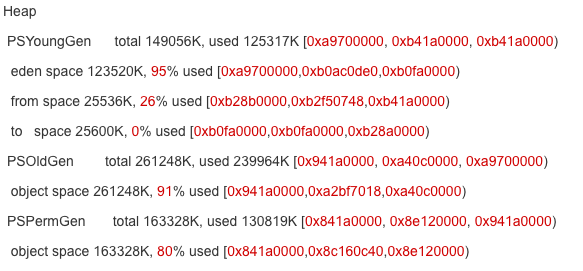 Heap
PSYoungGen total 149056K, used 125317K [0xa9700000, 0xb41a0000, 0xb41a0000)
eden space 123520K, 95% used [0xa9700000,0xb0ac0de0,0xb0fa0000)
from space 25536K, 26% used [0xb28b0000,0xb2f50748,0xb41a0000)
to space 25600K, 0% used [0xb0fa0000,0xb0fa0000,0xb28a0000)
PSOldGen total 261248K, used 239964K [0x941a0000, 0xa40c0000, 0xa9700000)
object space 261248K, 91% used [0x941a0000,0xa2bf7018,0xa40c0000)
PSPermGen total 163328K, used 130819K [0x841a0000, 0x8e120000, 0x941a0000)
object space 163328K, 80% used [0x841a0000,0x8c160c40,0x8e120000)